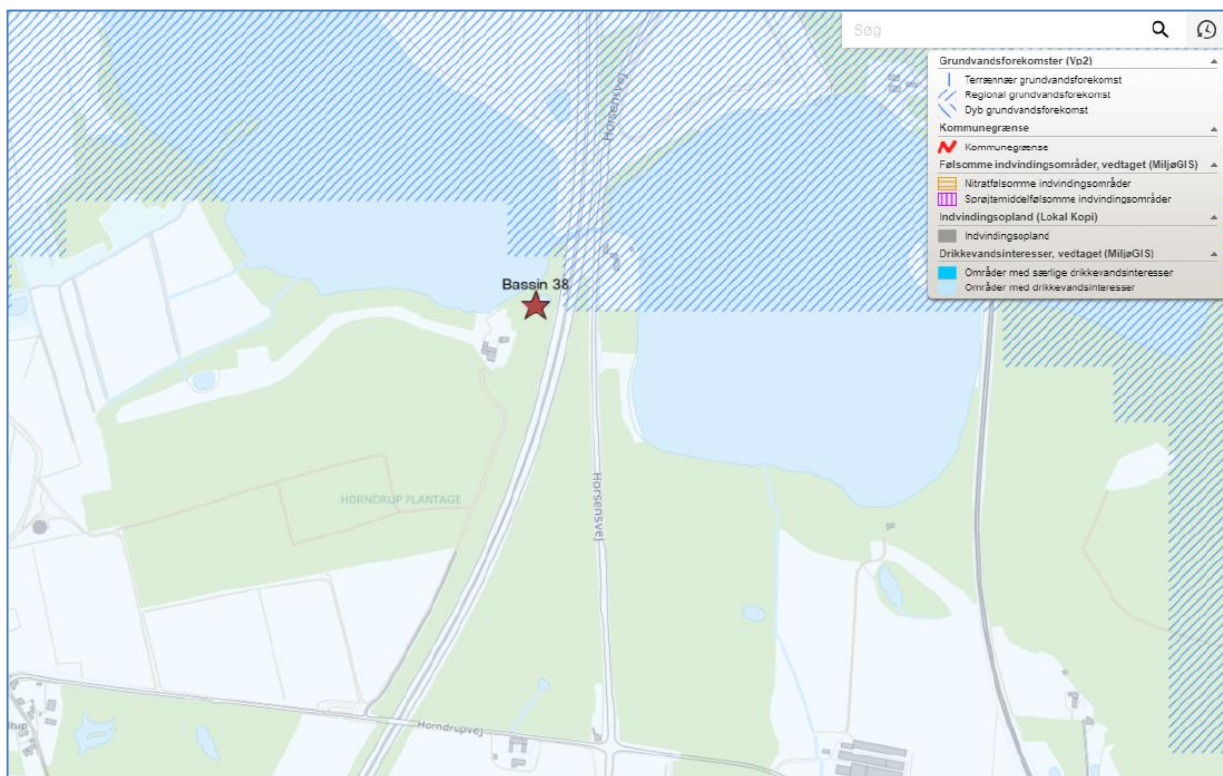 Søg
Grundvandsforekomster (Vp2)
Terrænnær grundvandsforekomst
Regional grundvandsforekomst
Dyb grundvandsforekomst
Kommunegrænse
Kommunegrænse
Følsomme indvindingsområder, vedtaget (MiljøGIS)
Nitratfølsomme indvindingsområder
Sprøjtemiddelfølsomme indvindingsområder
Indvindingsopland (Lokal Kopi)
Indvindingsopland
Drikkevandsinteresser, vedtaget (MiljøGIS)
Områder med særlige drikkevandsinteresser
Områder med drikkevandsinteresser
Horsensvej
Bassin 38
HORNDRUP PLANTAGE
Horsensvej
Horndrupvej